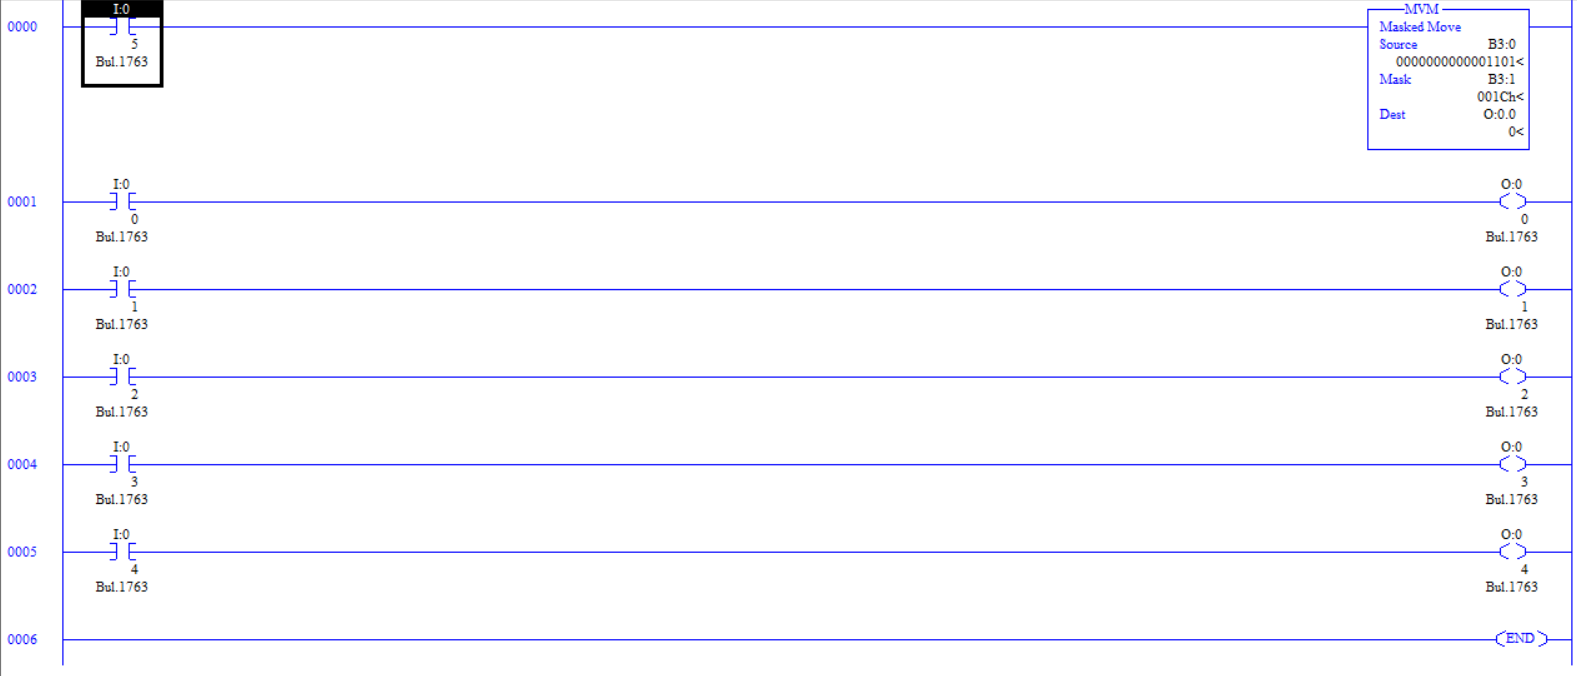 I:0
MVM
0000
Masked Move
5
Source B3:0
Bul.1763
0000000000001101<
Mask B3:1
001Ch<
Dest O:0.0
0<
I:0 O:0
0001
0 0
Bul.1763 Bul.1763
I:0 O:0
0002
1 1
Bul.1763 Bul.1763
I:0 O:0
0003
2 2
Bul.1763 Bul.1763
I:0 O:0
0004
3 3
Bul.1763 Bul.1763
I:0 O:0
0005
4 4
Bul.1763 Bul.1763
0006 END